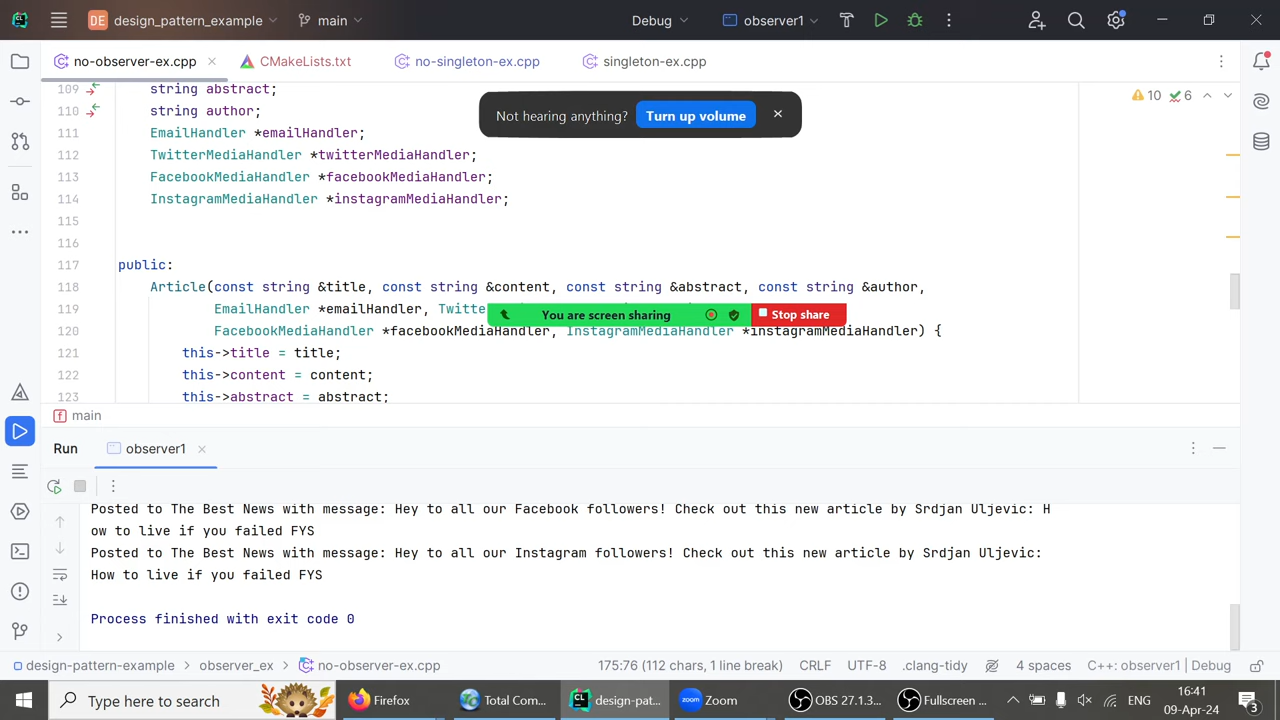 DE design_pattern_example main Debug observer1
no-observer-ex.cpp CMakeLists.txt no-singleton-ex.cpp singleton-ex.cpp
109 string abstract; 10 6
110 string author;
Not hearing anything? Turn up volume
111 EmailHandler *emailHandler;
112 TwitterMediaHandler *twitterMediaHandler;
113 FacebookMediaHandler *facebookMediaHandler;
114 InstagramMediaHandler *instagramMediaHandler;
115
116
117 public:
118 Article(const string &title, const string &content, const string &abstract, const string &author,
119 EmailHandler *emailHandler, Twitte
You are screen sharing Stop share
120 FacebookMediaHandler *facebookMediaHandler, InstagramMediaHandler *instagramMediaHandler) {
121 this->title = title;
122 this->content = content;
123 this->abstract = abstract;
f main
Run observer1
Posted to The Best News with message: Hey to all our Facebook followers! Check out this new article by Srdjan Uljevic: H
ow to live if you failed FYS
Posted to The Best News with message: Hey to all our Instagram followers! Check out this new article by Srdjan Uljevic:
How to live if you failed FYS
Process finished with exit code 0
design-pattern-example observer_ex no-observer-ex.cpp 175:76 (112 chars, 1 line break) CRLF UTF-8 .clang-tidy 4 spaces C++: observer1 | Debug
Type here to search Firefox Total Com... CL design-pat... zoom Zoom OBS 27.1.3... Fullscreen ... ENG 16:41
09-Apr-24 3